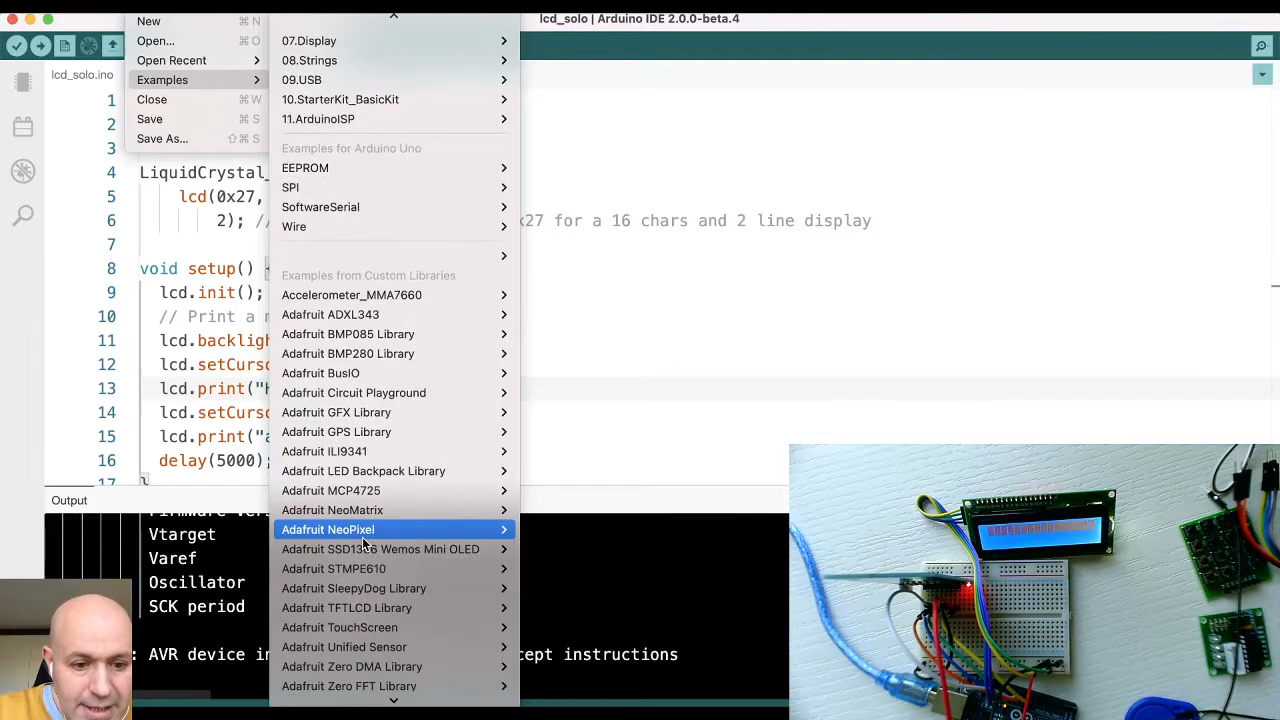 lcd_solo | Arduino IDE 2.0.0-beta.4
New ⌘ N
Open... ⌘ O
Open Recent
Examples
Close ⌘ W
Save ⌘ S
Save As... ⇧⌘ S
07.Display
08.Strings
09.USB
10.StarterKit_BasicKit
11.ArduinoISP
Examples for Arduino Uno
EEPROM
SPI
SoftwareSerial
Wire
Examples from Custom Libraries
Accelerometer_MMA7660
Adafruit ADXL343
Adafruit BMP085 Library
Adafruit BMP280 Library
Adafruit BusIO
Adafruit Circuit Playground
Adafruit GFX Library
Adafruit GPS Library
Adafruit ILI9341
Adafruit LED Backpack Library
Adafruit MCP4725
Adafruit NeoMatrix
Adafruit NeoPixel
Adafruit SSD1306 Wemos Mini OLED
Adafruit STMPE610
Adafruit SleepyDog Library
Adafruit TFTLCD Library
Adafruit TouchScreen
Adafruit Unified Sensor
Adafruit Zero DMA Library
Adafruit Zero FFT Library
lcd_solo.ino
1
2
3
4 LiquidCrystal_
5 lcd(0x27,
6 2); // x27 for a 16 chars and 2 line display
7
8 void setup() {
9 lcd.init();
10 // Print a m
11 lcd.backligh
12 lcd.setCurso
13 lcd.print("H
14 lcd.setCurso
15 lcd.print("a
16 delay(5000);
17 }
Output
Vtarget
Varef
Oscillator
SCK period
: AVR device in cept instructions